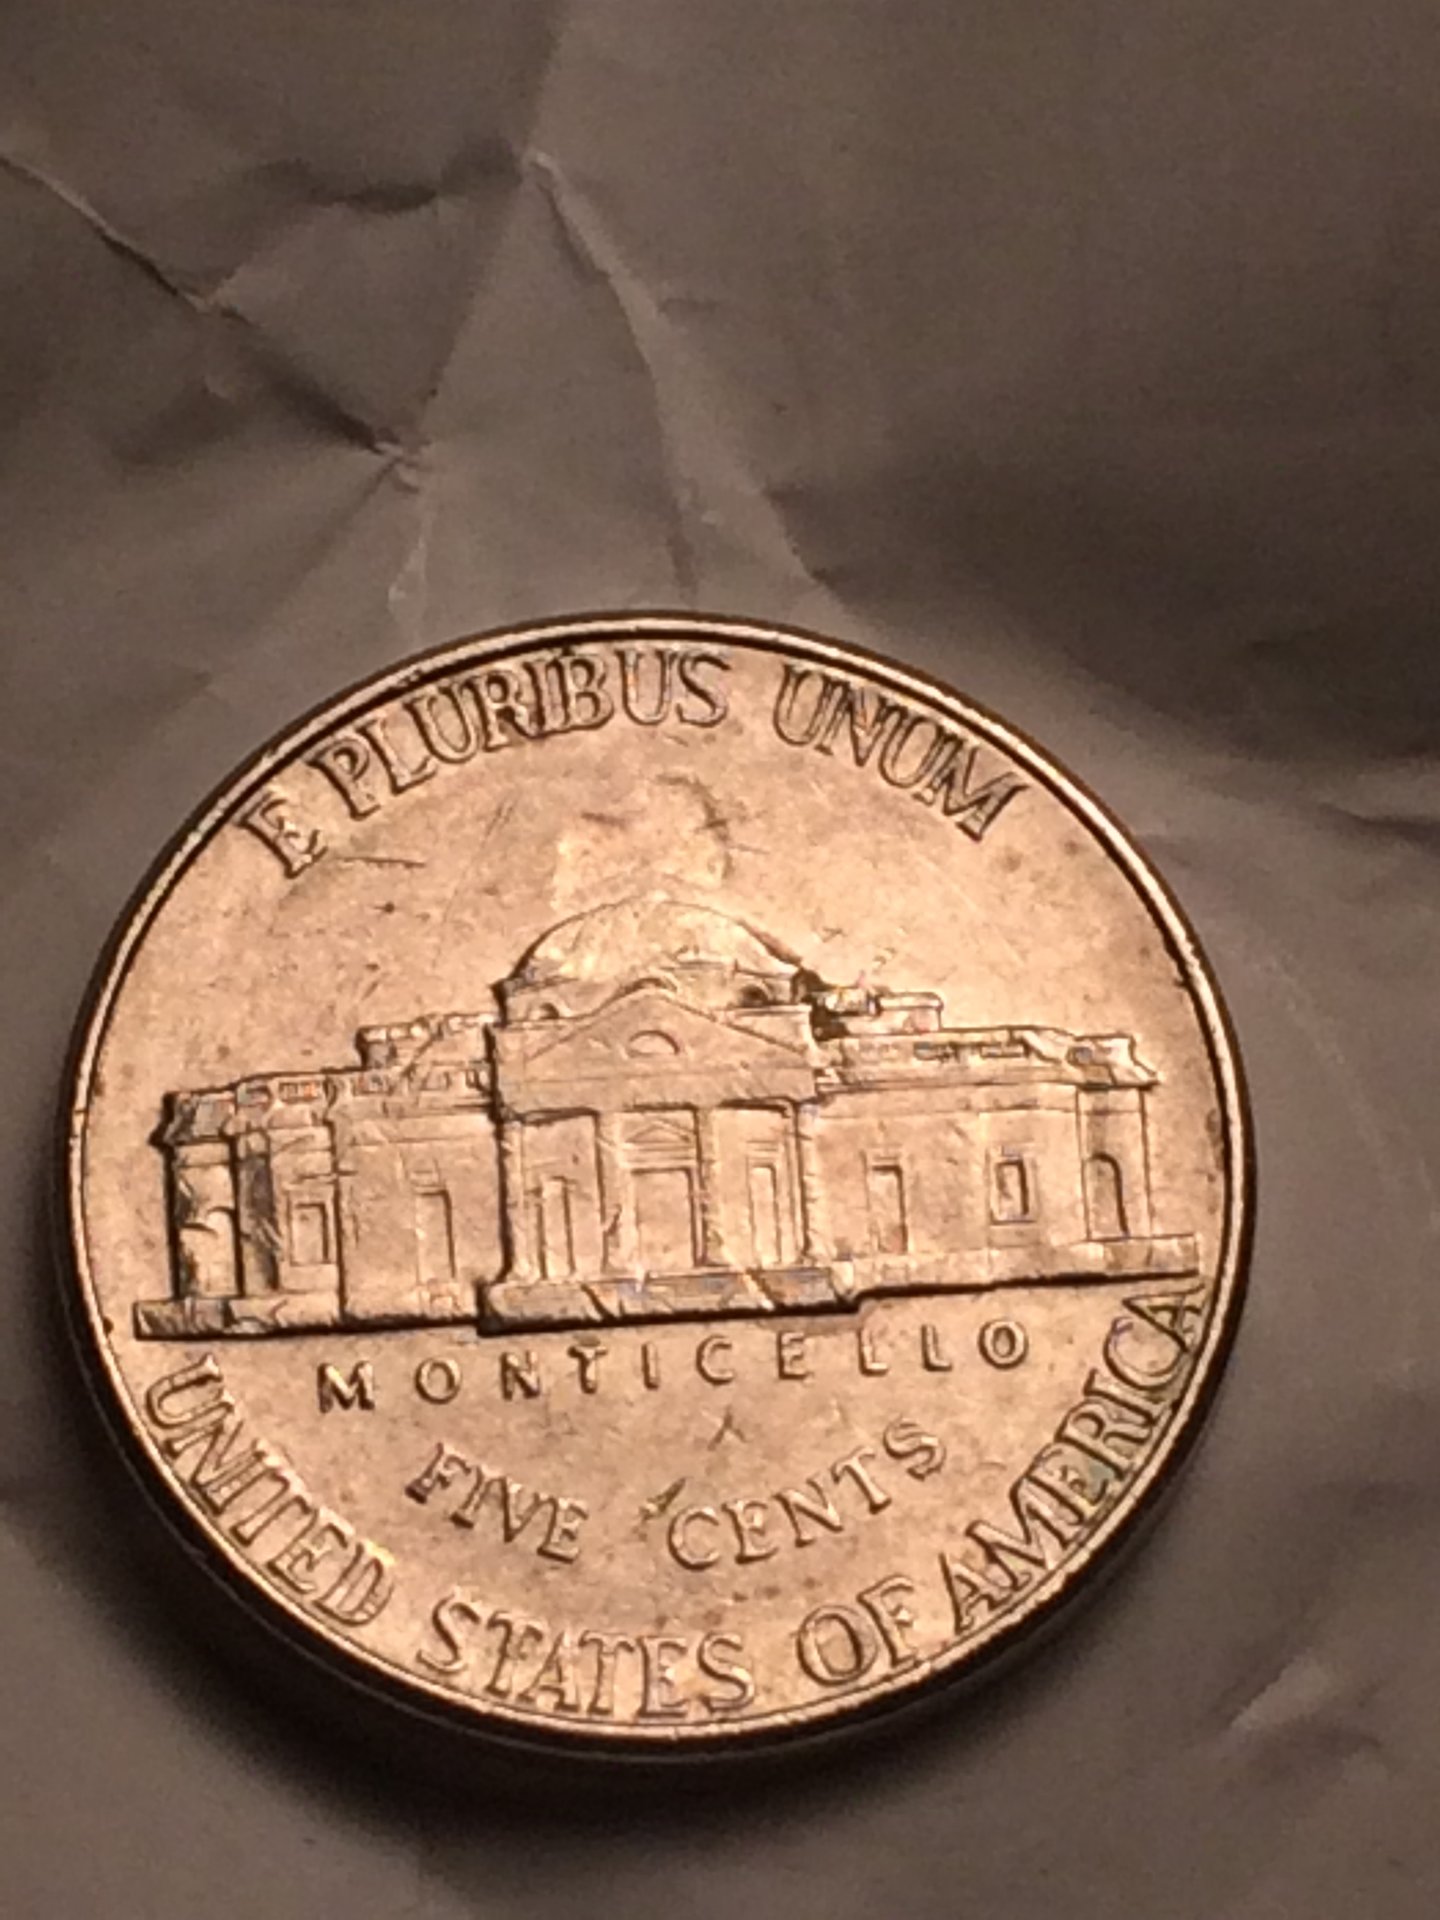 E PLURIBUS UNUM
MONTICELLO
FIVE CENTS
UNITED STATES OF AMERICA